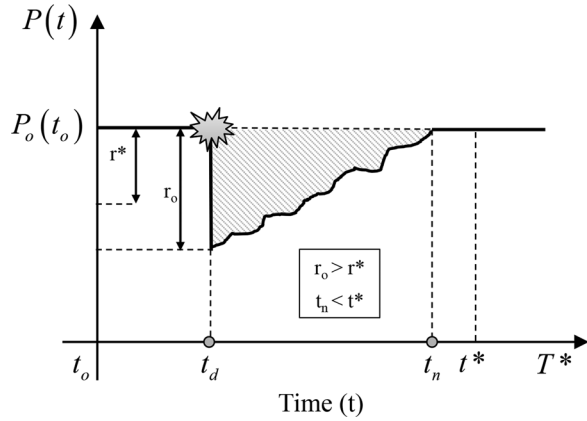 P(t)
P_o(t_o)
r*
r_o
r_o > r*
t_n < t*
t_o t_d t_n t* T*
Time (t)